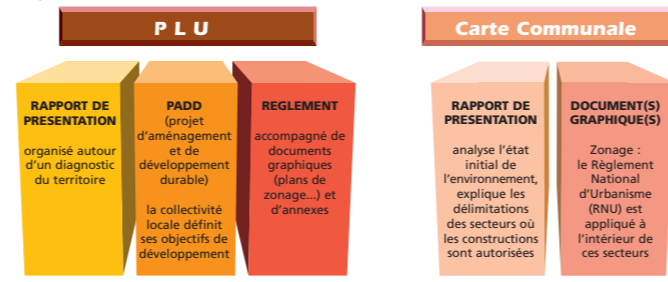 PLU
Carte Communale
RAPPORT DE
PRESENTATION
organisé autour
d'un diagnostic
du territoire
PADD
(projet
d'aménagement
et de
développement
durable)
la collectivité
locale définit
ses objectifs de
développement
REGLEMENT
accompagné de
documents
graphiques
(plans de
zonage...) et
d'annexes
RAPPORT DE
PRESENTATION
analyse l'état
initial de
l'environnement,
explique les
délimitations
des secteurs où
les constructions
sont autorisées
DOCUMENT(S)
GRAPHIQUE(S)
Zonage :
le Règlement
National
d'Urbanisme
(RNU) est
appliqué à
l'intérieur de
ces secteurs